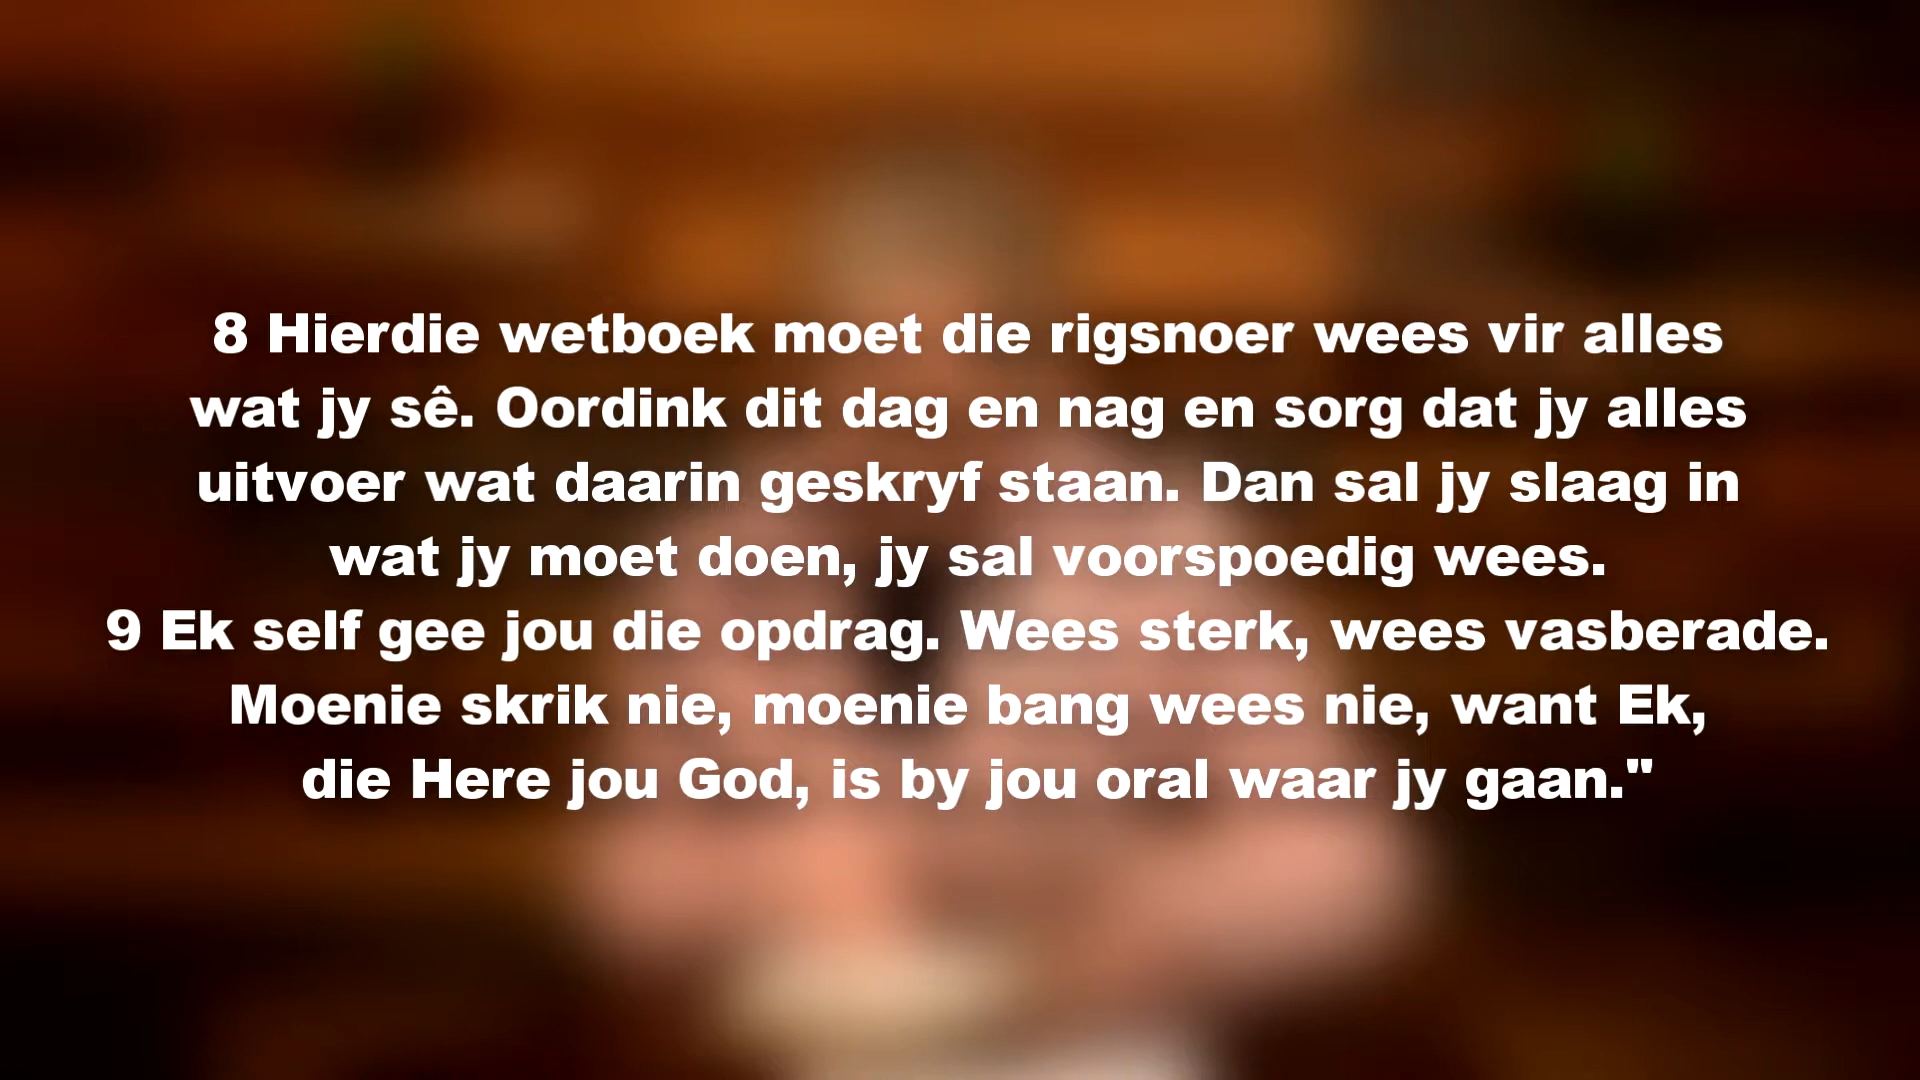 8 Hierdie wetboek moet die rigsnoer wees vir alles
wat jy sê. Oordink dit dag en nag en sorg dat jy alles
uitvoer wat daarin geskryf staan. Dan sal jy slaag in
wat jy moet doen, jy sal voorspoedig wees.
9 Ek self gee jou die opdrag. Wees sterk, wees vasberade.
Moenie skrik nie, moenie bang wees nie, want Ek,
die Here jou God, is by jou oral waar jy gaan."